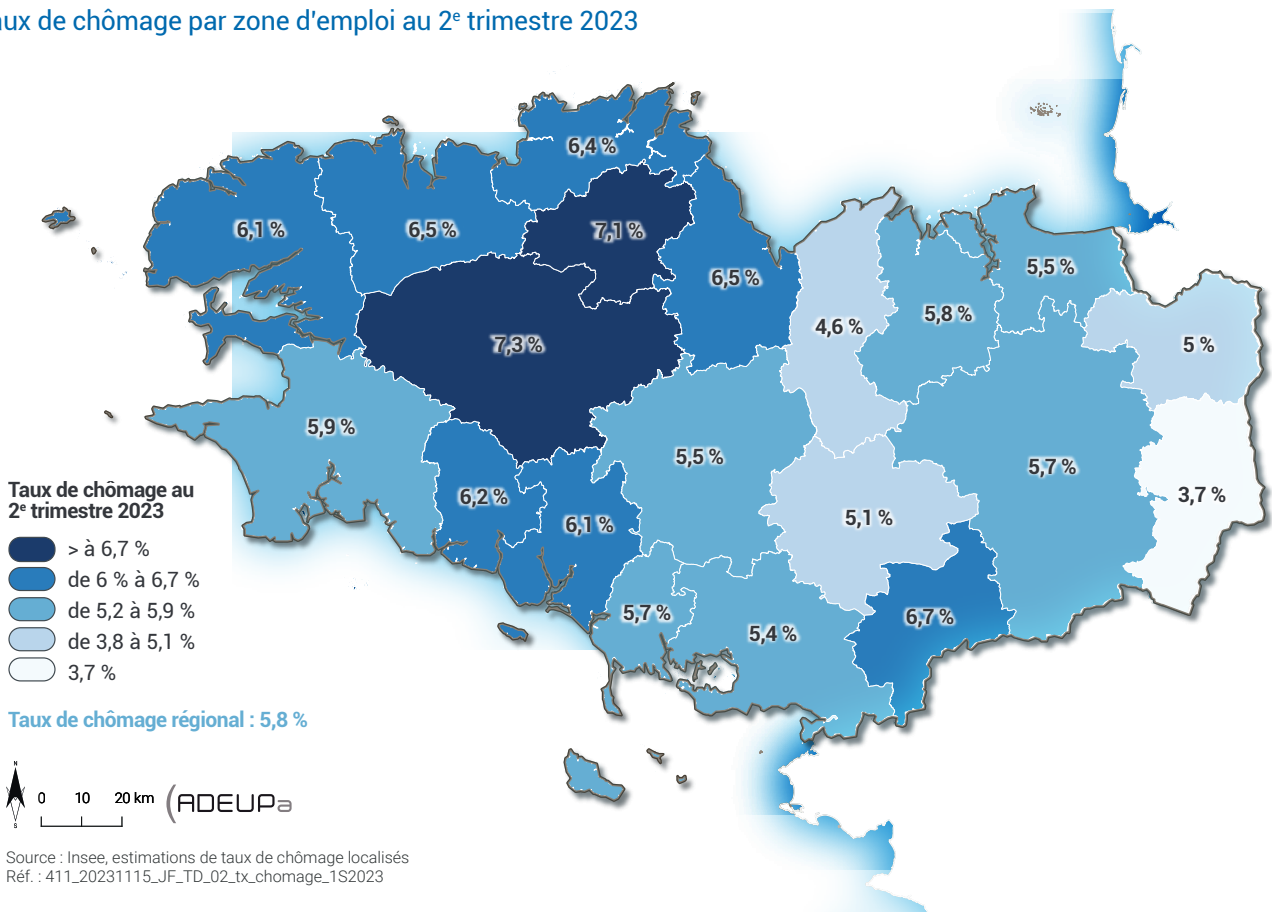 aux de chômage par zone d'emploi au 2e trimestre 2023
6,4 %
6,1 %
6,5 %
7,1 %
6,5 %
5,5 %
5,8 %
4,6 %
7,3 %
5 %
5,9 %
5,5 %
5,7 %
6,2 %
6,1 %
5,1 %
3,7 %
5,7 %
5,4 %
6,7 %
Taux de chômage au
2e trimestre 2023
> à 6,7 %
de 6 % à 6,7 %
de 5,2 à 5,9 %
de 3,8 à 5,1 %
3,7 %
Taux de chômage régional : 5,8 %
N
S
0 10 20 km
ADEUPa
Source : Insee, estimations de taux de chômage localisés
Réf. : 411_20231115_JF_TD_02_tx_chomage_1S2023